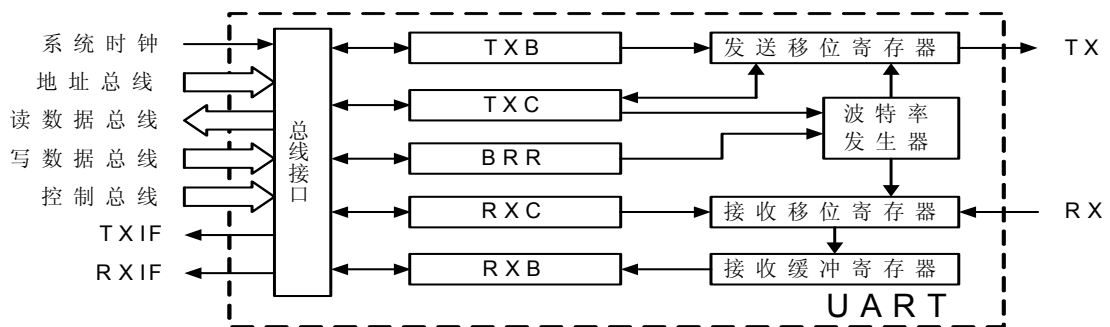 系统时钟
地址总线
读数据总线
写数据总线
控制总线
TXIF
RXIF
总线接口
TXB
TXC
BRR
RXC
RXB
发送移位寄存器
波特率
发生器
接收移位寄存器
接收缓冲寄存器
TX
RX
UART